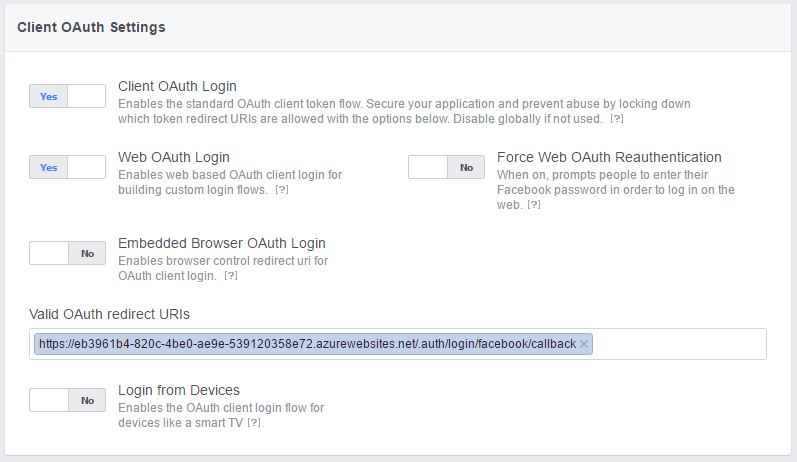 Client OAuth Settings
Yes
Client OAuth Login
Enables the standard OAuth client token flow. Secure your application and prevent abuse by locking down
which token redirect URIs are allowed with the options below. Disable globally if not used. [?]
Yes
Web OAuth Login
Enables web based OAuth client login for
building custom login flows. [?]
No
Force Web OAuth Reauthentication
When on, prompts people to enter their
Facebook password in order to log in on the
web. [?]
No
Embedded Browser OAuth Login
Enables browser control redirect uri for
OAuth client login. [?]
Valid OAuth redirect URIs
https://eb3961b4-820c-4be0-ae9e-539120358e72.azurewebsites.net/.auth/login/facebook/callback ×
No
Login from Devices
Enables the OAuth client login flow for
devices like a smart TV [?]